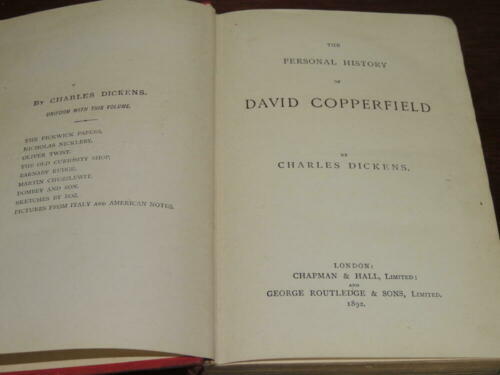 BY CHARLES DICKENS.
UNIFORM WITH THIS VOLUME.
THE PICKWICK PAPERS,
NICHOLAS NICKLEBY,
OLIVER TWIST,
THE OLD CURIOSITY SHOP,
BARNABY RUDGE,
MARTIN CHUZZLEWIT,
DOMBEY AND SON,
SKETCHES BY BOZ,
PICTURES FROM ITALY AND AMERICAN NOTES.
THE
PERSONAL HISTORY
OF
DAVID COPPERFIELD
BY
CHARLES DICKENS.
LONDON:
CHAPMAN & HALL, LIMITED;
AND
GEORGE ROUTLEDGE & SONS, LIMITED.
1892.